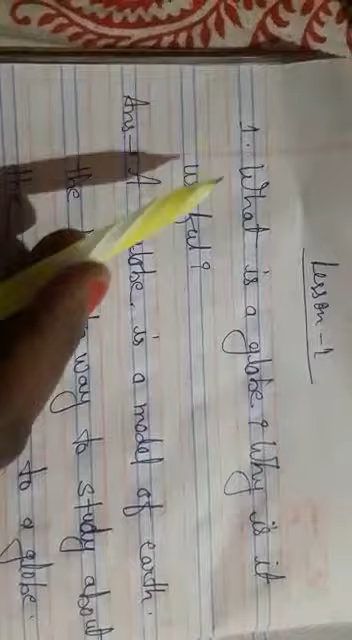 Lesson-1
1. What is a globe? Why is it
useful?
Ans-A globe. is a model of earth.
the way to study about
to a globe.